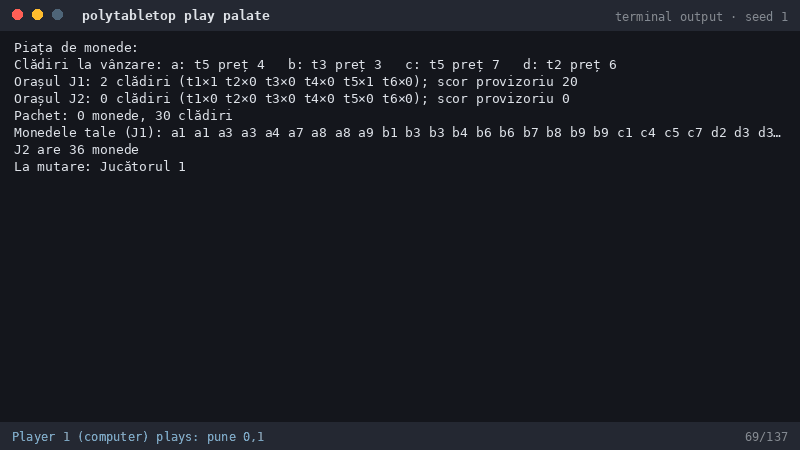 polytabletop play palate
terminal output · seed 1
Piața de monede:
Clădiri la vânzare: a: t5 preț 4   b: t3 preț 3   c: t5 preț 7   d: t2 preț 6
Orașul J1: 2 clădiri (t1×1 t2×0 t3×0 t4×0 t5×1 t6×0); scor provizoriu 20
Orașul J2: 0 clădiri (t1×0 t2×0 t3×0 t4×0 t5×0 t6×0); scor provizoriu 0
Pachet: 0 monede, 30 clădiri
Monedele tale (J1): a1 a1 a3 a3 a4 a7 a8 a8 a9 b1 b3 b3 b4 b6 b6 b7 b8 b9 b9 c1 c4 c5 c7 d2 d3 d3…
J2 are 36 monede
La mutare: Jucătorul 1
Player 1 (computer) plays: pune 0,1
69/137